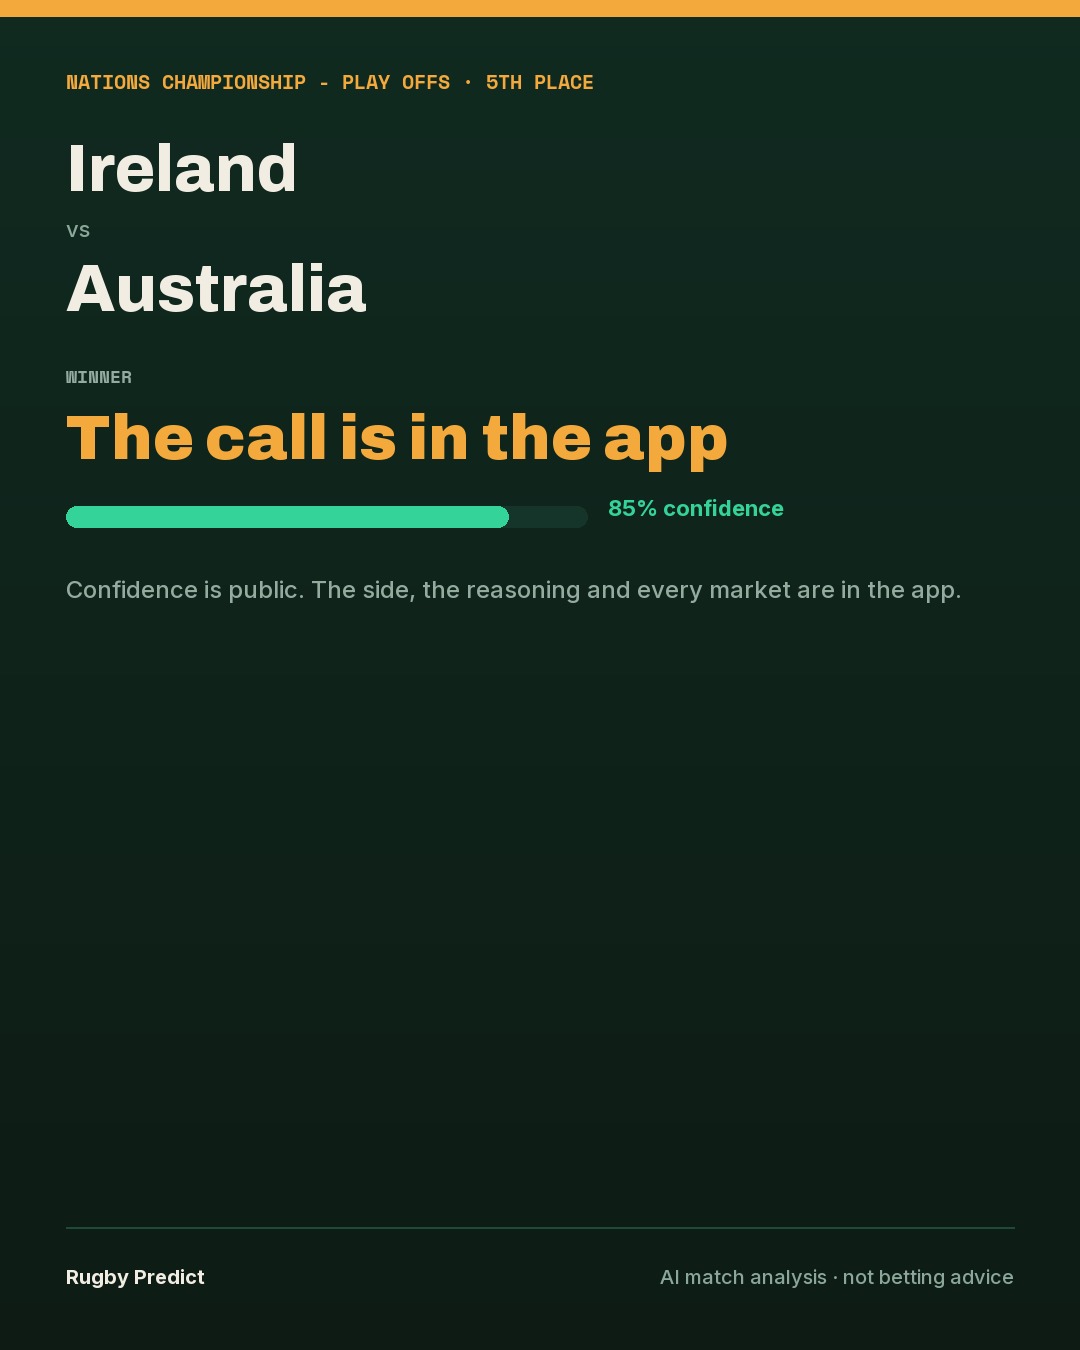 NATIONS CHAMPIONSHIP - PLAY OFFS · 5TH PLACE
Ireland
VS
Australia
WINNER
The call is in the app
85% confidence
Confidence is public. The side, the reasoning and every market are in the app.
Rugby Predict
AI match analysis · not betting advice